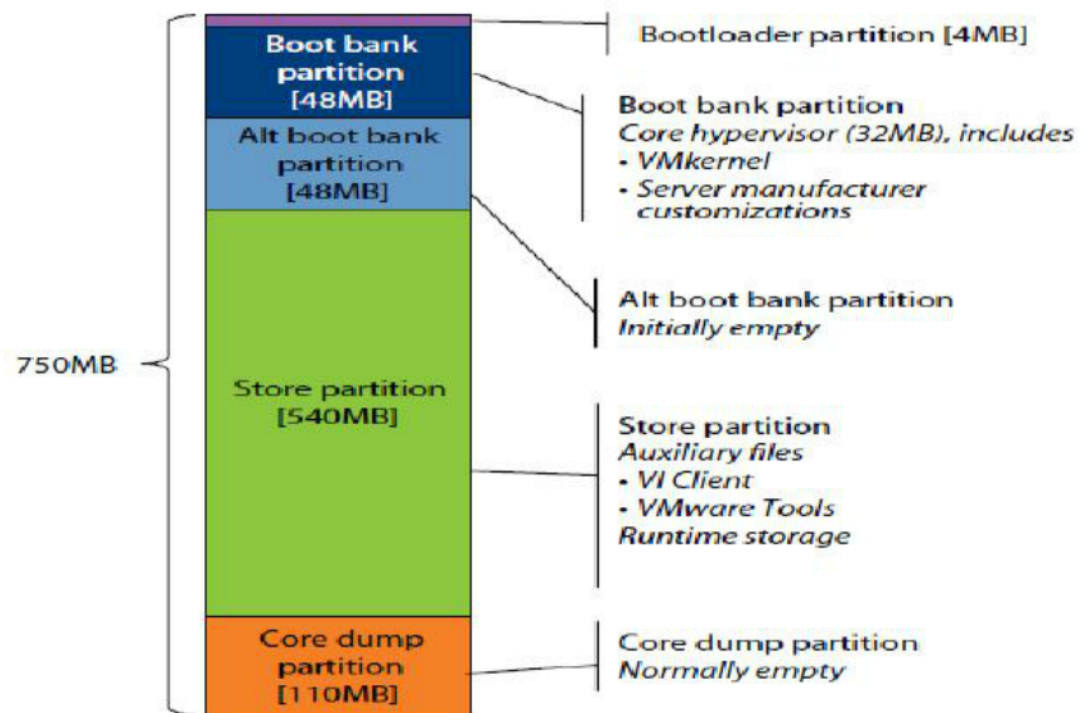 Boot bank
partition
[48MB]
Alt boot bank
partition
[48MB]
Store partition
[540MB]
Core dump
partition
[110MB]
750MB
Bootloader partition [4MB]
Boot bank partition
Core hypervisor (32MB), includes
• VMkernel
• Server manufacturer
customizations
Alt boot bank partition
Initially empty
Store partition
Auxiliary files
• VI Client
• VMware Tools
Runtime storage
Core dump partition
Normally empty